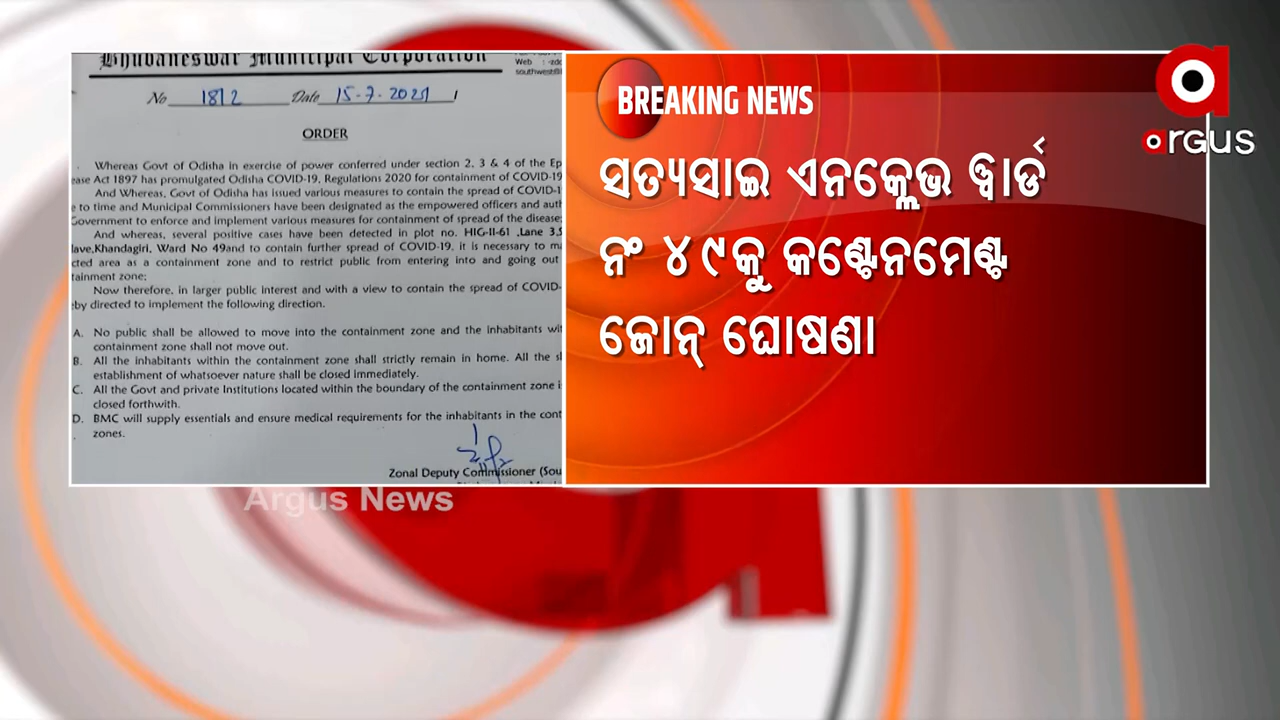 Bhubaneswar Municipal Corporation
Web : -zdc
southwest@
No 1812 Date 15-7-2021
ORDER
Whereas Govt of Odisha in exercise of power conferred under section 2, 3 & 4 of the Ep
ease Act 1897 has promulgated Odisha COVID-19, Regulations 2020 for containment of COVID-19
And Whereas, Govt of Odisha has issued various measures to contain the spread of COVID-1
e to time and Municipal Commissioners have been designated as the empowered officers and auth
Government to enforce and implement various measures for containment of spread of the disease;
And whereas, several positive cases have been detected in plot no. HIG-II-61 ,Lane 3,S
lave,Khandagiri, Ward No 49and to contain further spread of COVID-19, it is necessary to ma
cted area as a containment zone and to restrict public from entering into and going out
tainment zone;
Now therefore, in larger public interest and with a view to contain the spread of COVID-
eby directed to implement the following direction.
A. No public shall be allowed to move into the containment zone and the inhabitants wi
containment zone shall not move out.
B. All the inhabitants within the containment zone shall strictly remain in home. All the s
establishment of whatsoever nature shall be closed immediately.
C. All the Govt and private Institutions located within the boundary of the containment zone i
closed forthwith.
D. BMC will supply essentials and ensure medical requirements for the inhabitants in the cont
zones.
Zonal Deputy Commissioner (Sou
BREAKING NEWS
ସତ୍ୟସାଇ ଏନକ୍ଲେଭ ୱାର୍ଡ
ନଂ ୪୯କୁ କଣ୍ଟେନମେଣ୍ଟ
ଜୋନ୍ ଘୋଷଣା
argus
Argus News